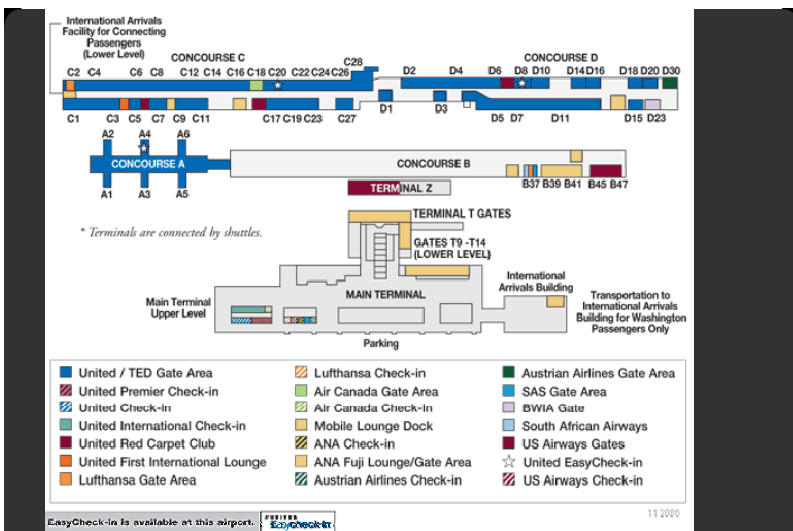 International Arrivals
Facility for Connecting
Passengers
(Lower Level)
CONCOURSE C
CONCOURSE D
C28
C2 C4 C6 C8 C12 C14 C16 C18 C20 C22 C24 C26
D2 D4 D6 D8 D10 D14 D16 D18 D20 D30
C1 C3 C5 C7 C9 C11 C17 C19 C23 C27
D1 D3 D5 D7 D11 D15 D23
A2 A4 A6
CONCOURSE A
CONCOURSE B
A1 A3 A5
B37 B39 B41 B45 B47
TERMINAL Z
* Terminals are connected by shuttles.
TERMINAL T GATES
GATES T9 -T14
(LOWER LEVEL)
International
Arrivals Building
Main Terminal
Upper Level
MAIN TERMINAL
Transportation to
International Arrivals
Building for Washington
Passengers Only
Parking
United / TED Gate Area
United Premier Check-in
United Check-in
United International Check-in
United Red Carpet Club
United First International Lounge
Lufthansa Gate Area
Lufthansa Check-in
Air Canada Gate Area
Air Canada Check-in
Mobile Lounge Dock
ANA Check-in
ANA Fuji Lounge/Gate Area
Austrian Airlines Check-in
Austrian Airlines Gate Area
SAS Gate Area
BWIA Gate
South African Airways
US Airways Gates
United EasyCheck-in
US Airways Check-in
EasyCheck-in is available at this airport.